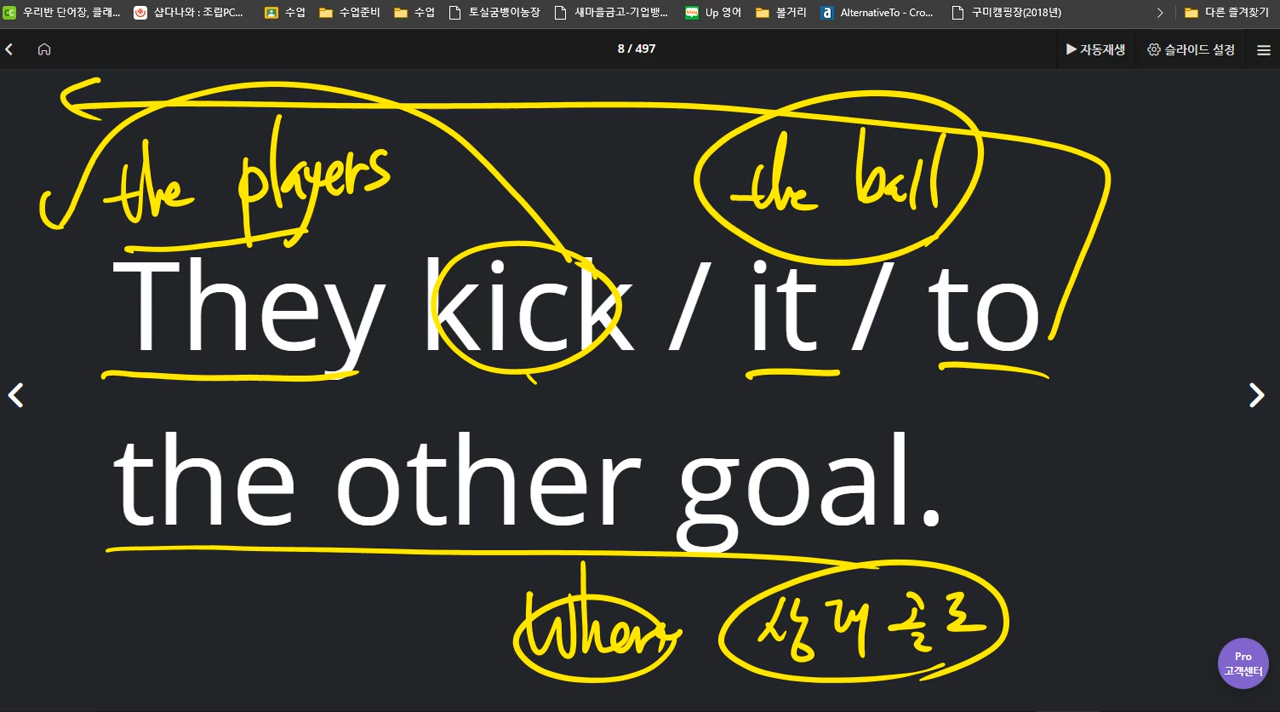 우리반 단어장, 클래... 샵다나와 : 조립PC... 수업 수업준비 수업 토실굼벵이농장 새마을금고-기업뱅... Up 영어 볼거리 AlternativeTo - Cro... 구미캠핑장(2018년) 다른 즐겨찾기
8 / 497 자동재생 슬라이드 설정
the players the ball
They kick / it / to
the other goal.
Where 상대 골로
Pro
고객센터